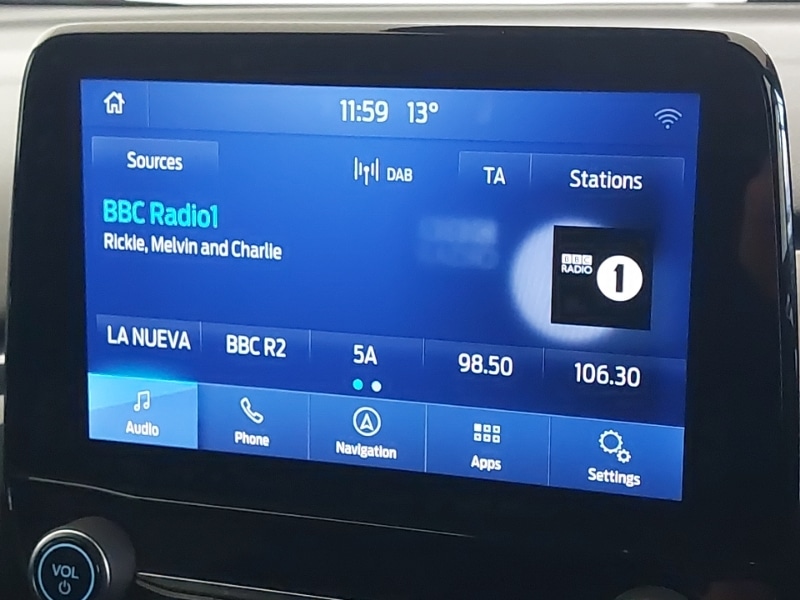 11:59 13°
Sources
DAB
TA
Stations
BBC Radio1
Rickie, Melvin and Charlie
BBC
RADIO 1
LA NUEVA
BBC R2
5A
98.50
106.30
Audio
Phone
Navigation
Apps
Settings
VOL